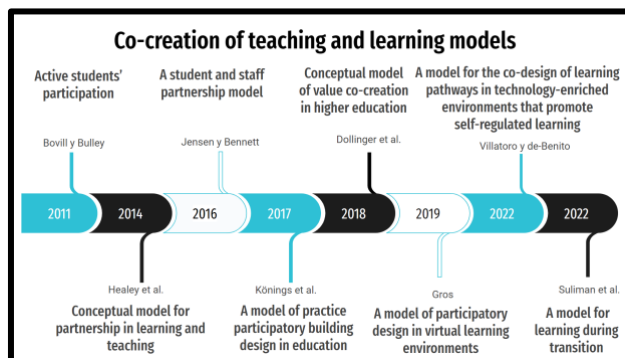 Co-creation of teaching and learning models
Active students'
participation
A student and staff
partnership model
Conceptual model
of value co-creation
in higher education
A model for the co-design of learning
pathways in technology-enriched
environments that promote
self-regulated learning
Bovill y Bulley
Jensen y Bennett
Dollinger et al.
Villatoro y de-Benito
2011
2014
2016
2017
2018
2019
2022
2022
Healey et al.
Conceptual model for
partnership in learning and
teaching
Könings et al.
A model of practice
participatory building
design in education
Gros
A model of participatory
design in virtual learning
environments
Suliman et al.
A model for
learning during
transition